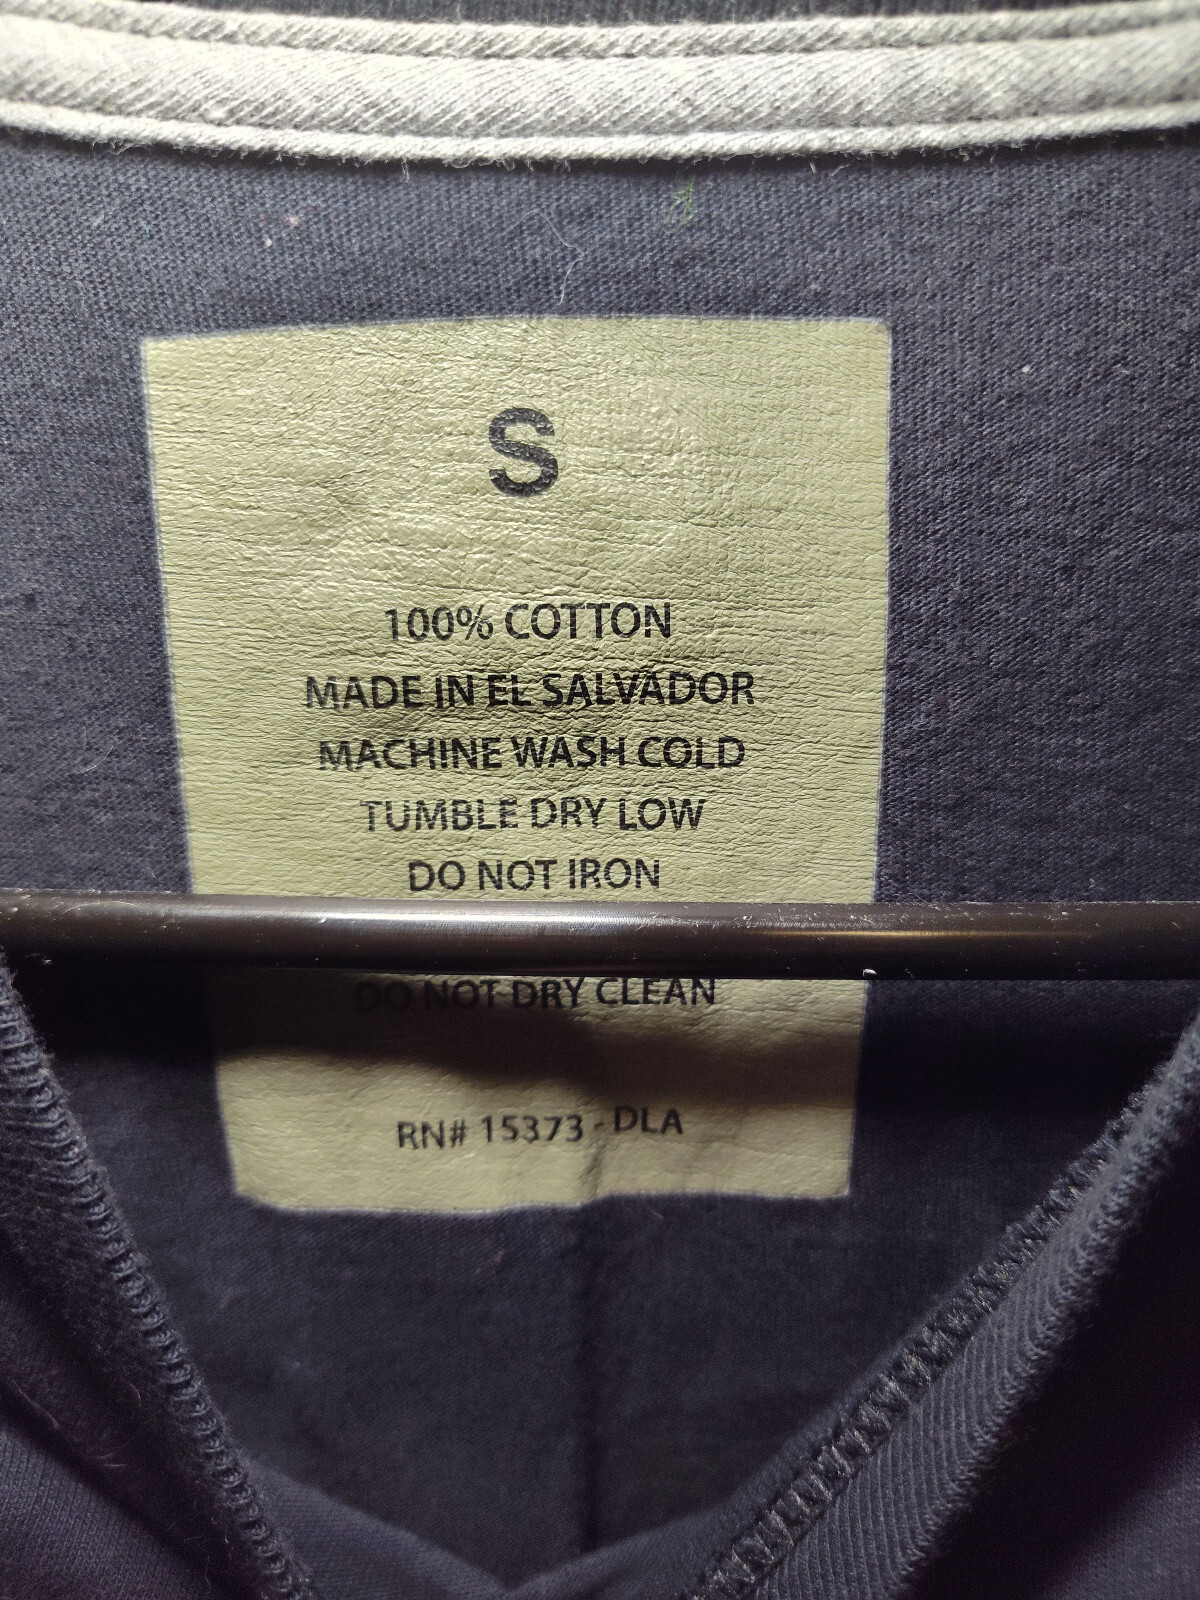 S
100% COTTON
MADE IN EL SALVADOR
MACHINE WASH COLD
TUMBLE DRY LOW
DO NOT IRON
DO NOT DRY CLEAN
RN# 15373 - DLA